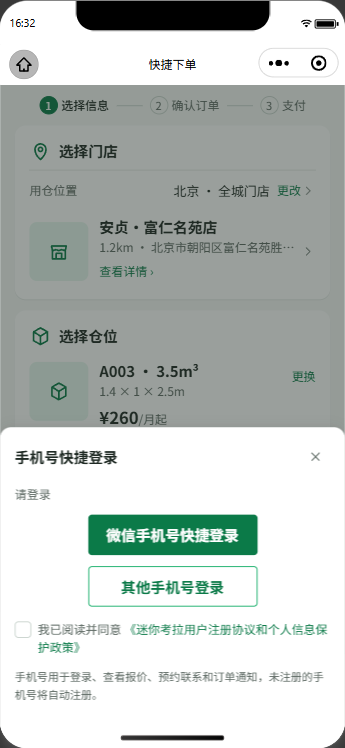 16:32
快捷下单
1 选择信息 2 确认订单 3 支付
选择门店
用仓位置 北京 · 全城门店 更改 >
安贞·富仁名苑店
1.2km · 北京市朝阳区富仁名苑胜… >
查看详情 ›
选择仓位
A003 · 3.5m³ 更换
1.4 × 1 × 2.5m
¥260/月起
手机号快捷登录 ×
请登录
微信手机号快捷登录
其他手机号登录
我已阅读并同意 《迷你考拉用户注册协议和个人信息保
护政策》
手机号用于登录、查看报价、预约联系和订单通知，未注册的手
机号将自动注册。